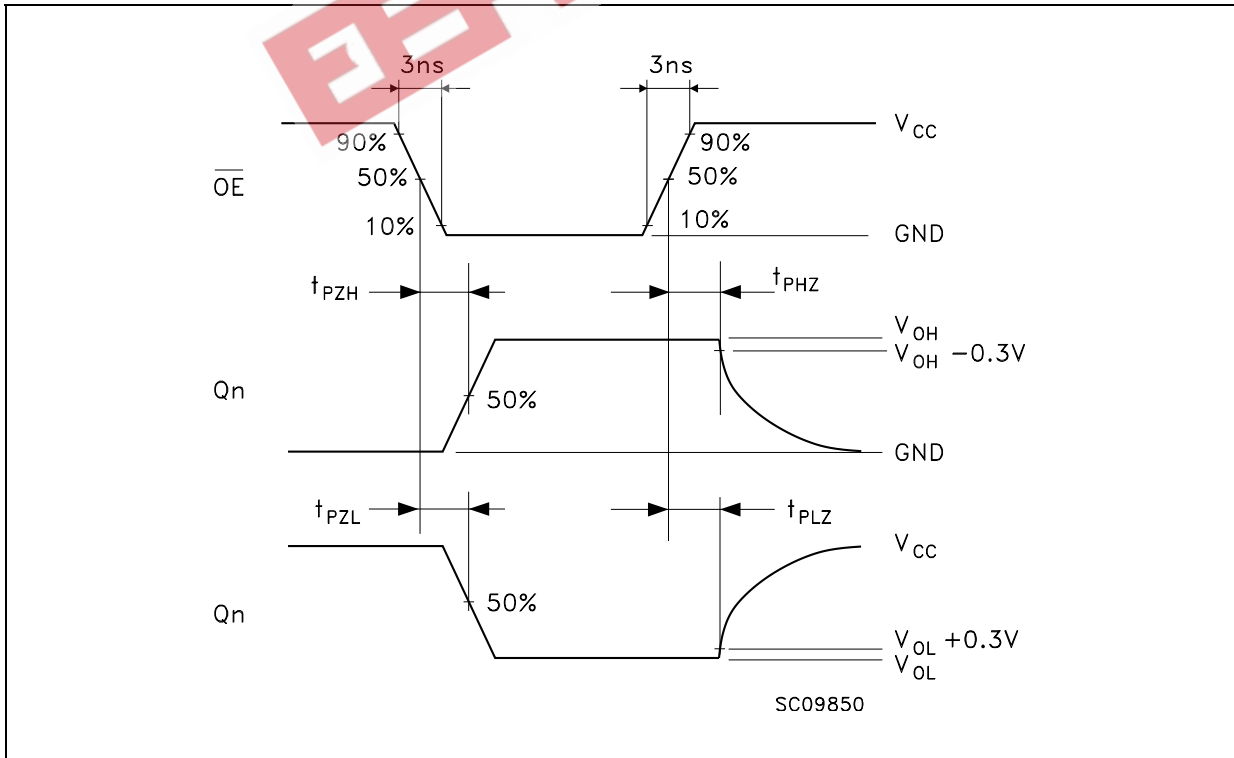 3ns 3ns
90% 90% V_CC
50% 50%
O̅E̅
10% 10%
GND
t_PZH t_PHZ
V_OH
V_OH −0.3V
Qn
50%
GND
t_PZL t_PLZ
V_CC
Qn
50%
V_OL +0.3V
V_OL
SC09850